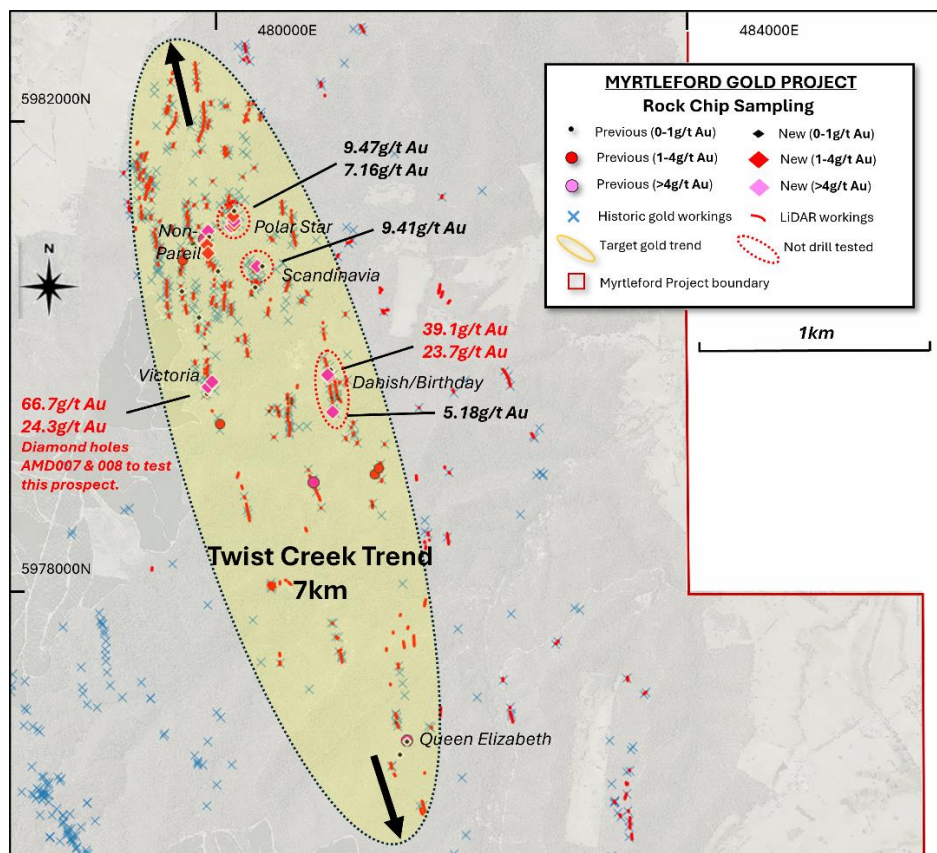 480000E
484000E
5982000N
MYRTLEFORD GOLD PROJECT
Rock Chip Sampling
Previous (0-1g/t Au)
New (0-1g/t Au)
Previous (1-4g/t Au)
New (1-4g/t Au)
Previous (>4g/t Au)
New (>4g/t Au)
Historic gold workings
LiDAR workings
Target gold trend
Not drill tested
Myrtleford Project boundary
1km
N
9.47g/t Au
7.16g/t Au
Non-
Pareil
Polar Star
9.41g/t Au
Scandinavia
39.1g/t Au
23.7g/t Au
Victoria
Danish/Birthday
5.18g/t Au
66.7g/t Au
24.3g/t Au
Diamond holes
AMD007 & 008 to test
this prospect.
Twist Creek Trend
7km
5978000N
Queen Elizabeth